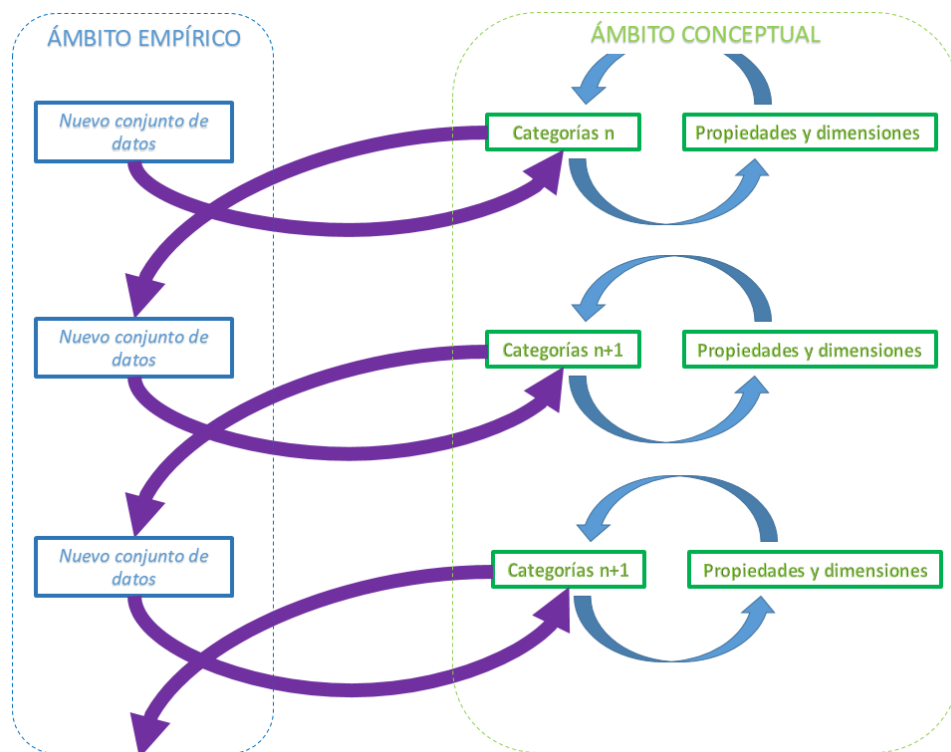 ÁMBITO EMPÍRICO
ÁMBITO CONCEPTUAL
Nuevo conjunto de
datos
Categorías n
Propiedades y dimensiones
Nuevo conjunto de
datos
Categorías n+1
Propiedades y dimensiones
Nuevo conjunto de
datos
Categorías n+1
Propiedades y dimensiones